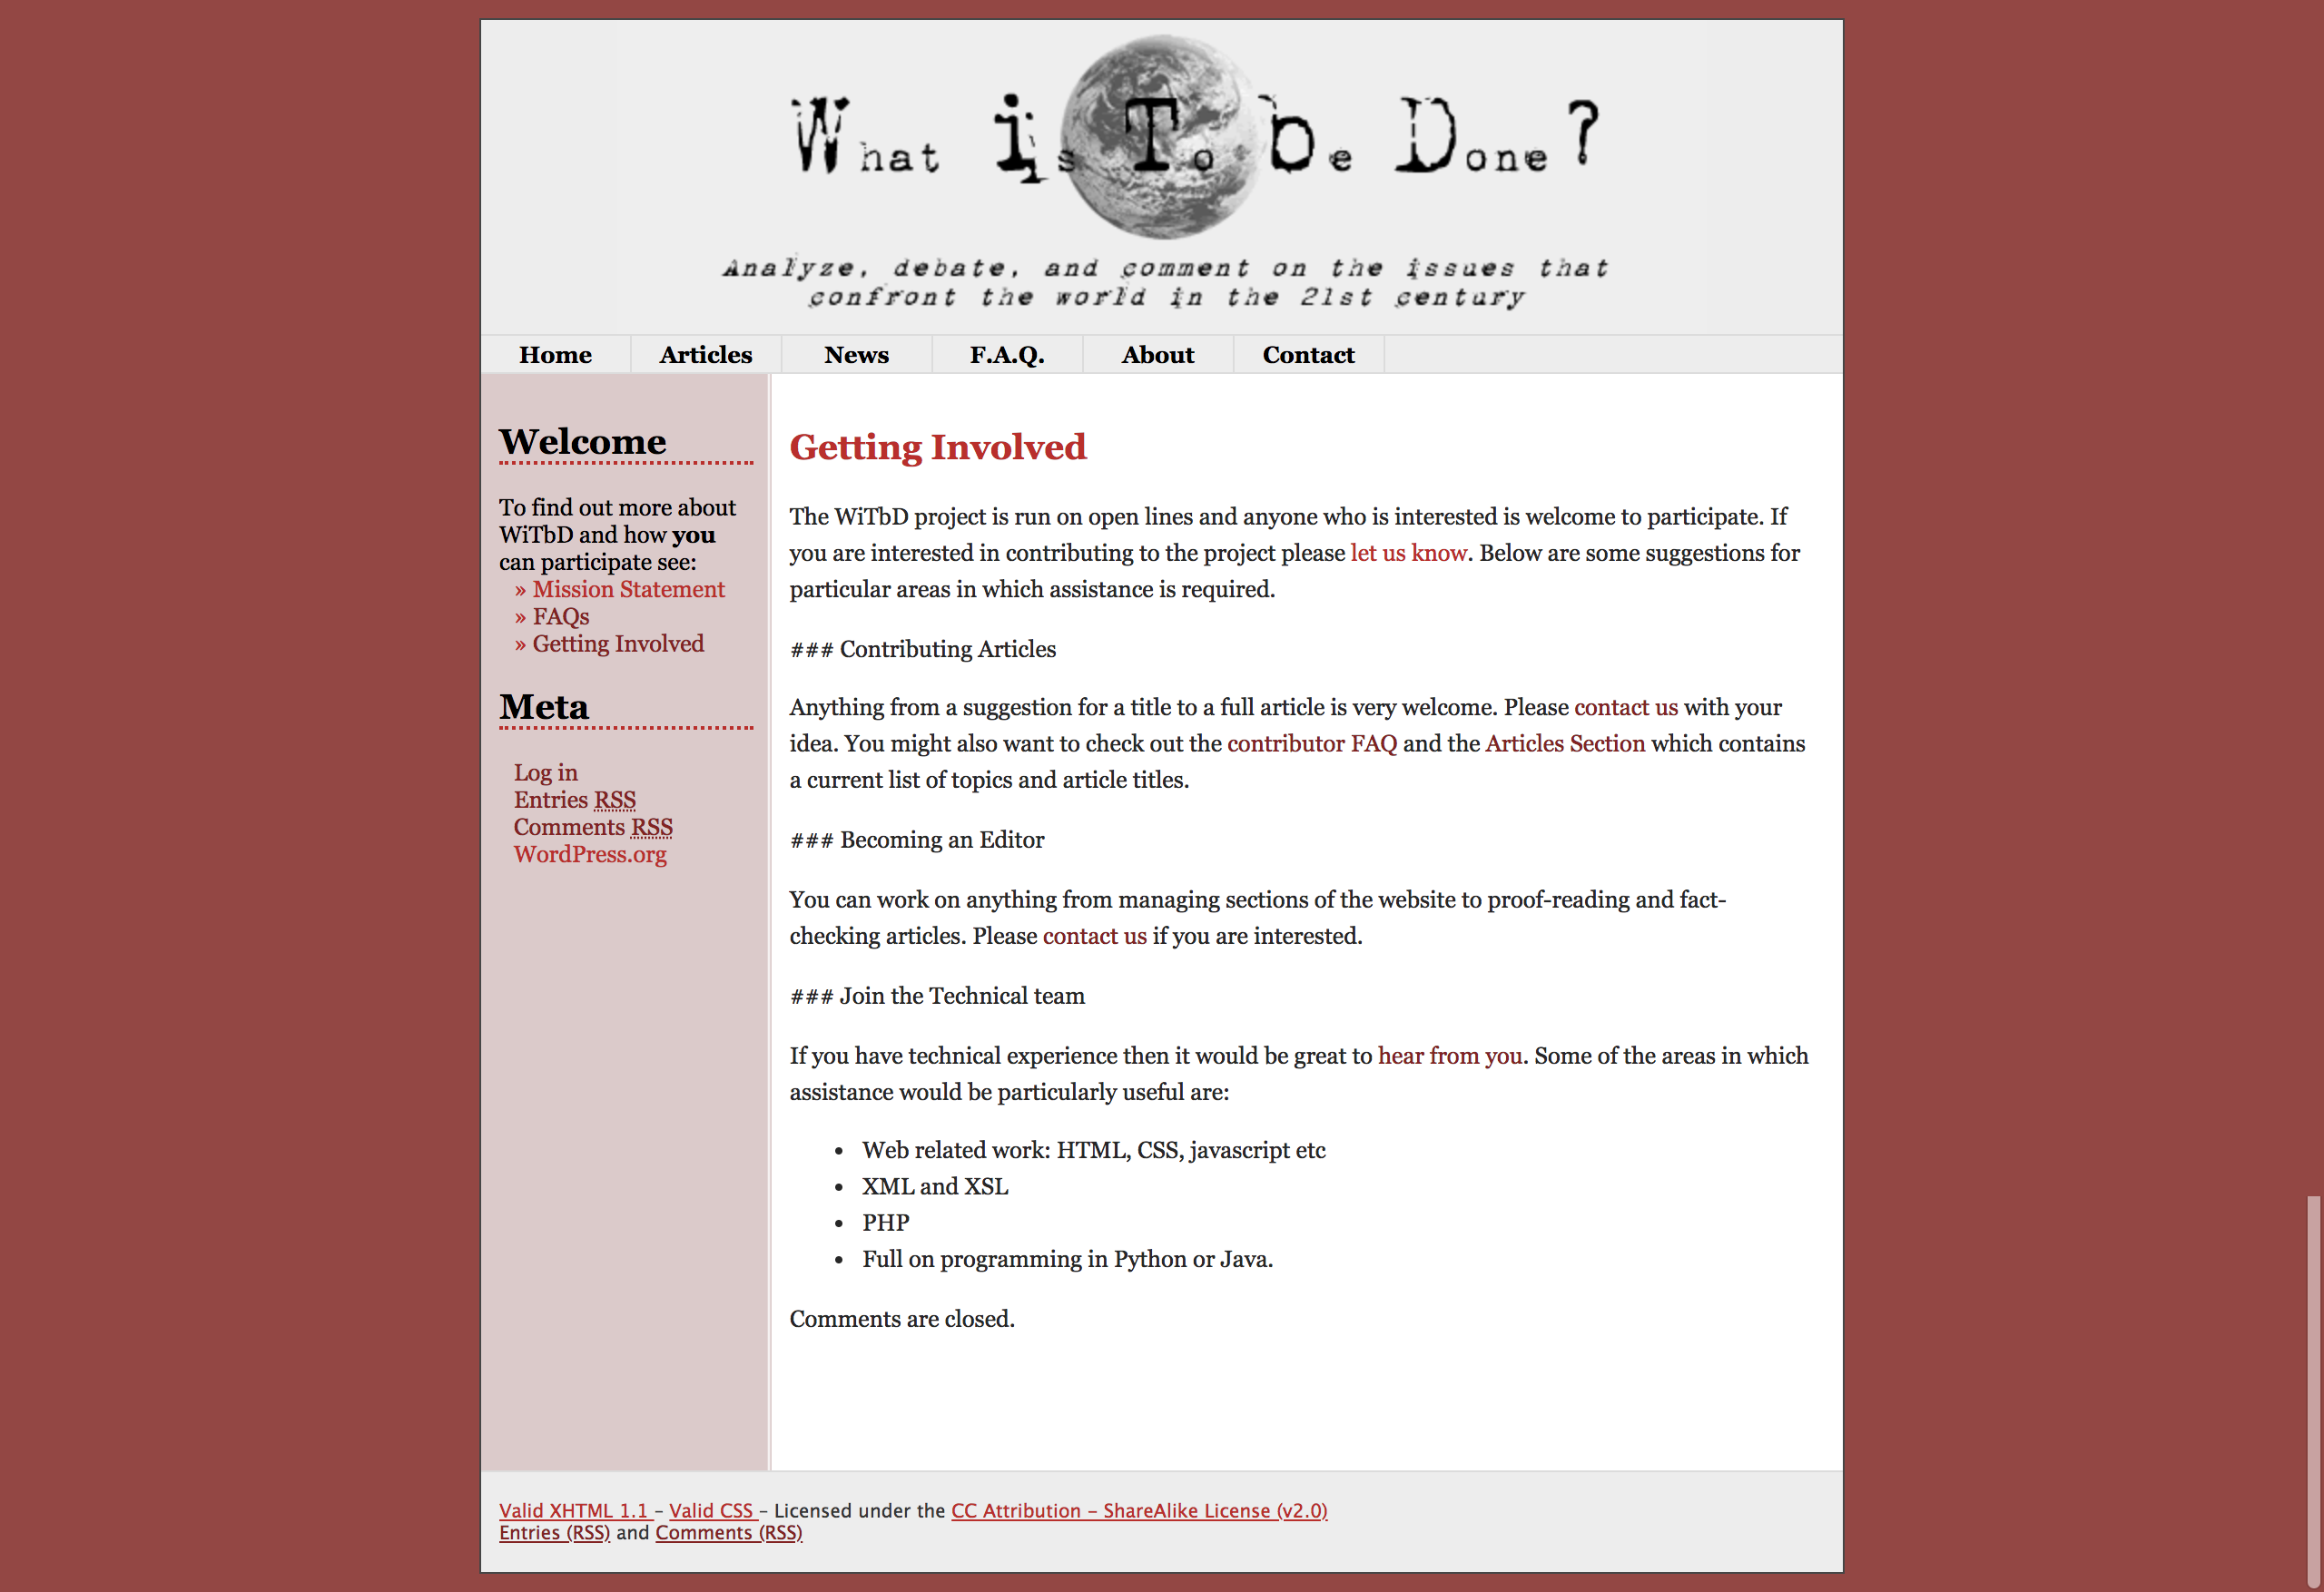 What is To be Done?
Analyze, debate, and comment on the issues that
confront the world in the 21st century
Home Articles News F.A.Q. About Contact
Welcome
To find out more about
WiTbD and how you
can participate see:
» Mission Statement
» FAQs
» Getting Involved
Meta
Log in
Entries RSS
Comments RSS
WordPress.org
Getting Involved
The WiTbD project is run on open lines and anyone who is interested is welcome to participate. If
you are interested in contributing to the project please let us know. Below are some suggestions for
particular areas in which assistance is required.
### Contributing Articles
Anything from a suggestion for a title to a full article is very welcome. Please contact us with your
idea. You might also want to check out the contributor FAQ and the Articles Section which contains
a current list of topics and article titles.
### Becoming an Editor
You can work on anything from managing sections of the website to proof-reading and fact-
checking articles. Please contact us if you are interested.
### Join the Technical team
If you have technical experience then it would be great to hear from you. Some of the areas in which
assistance would be particularly useful are:
• Web related work: HTML, CSS, javascript etc
• XML and XSL
• PHP
• Full on programming in Python or Java.
Comments are closed.
Valid XHTML 1.1 – Valid CSS – Licensed under the CC Attribution – ShareAlike License (v2.0)
Entries (RSS) and Comments (RSS)